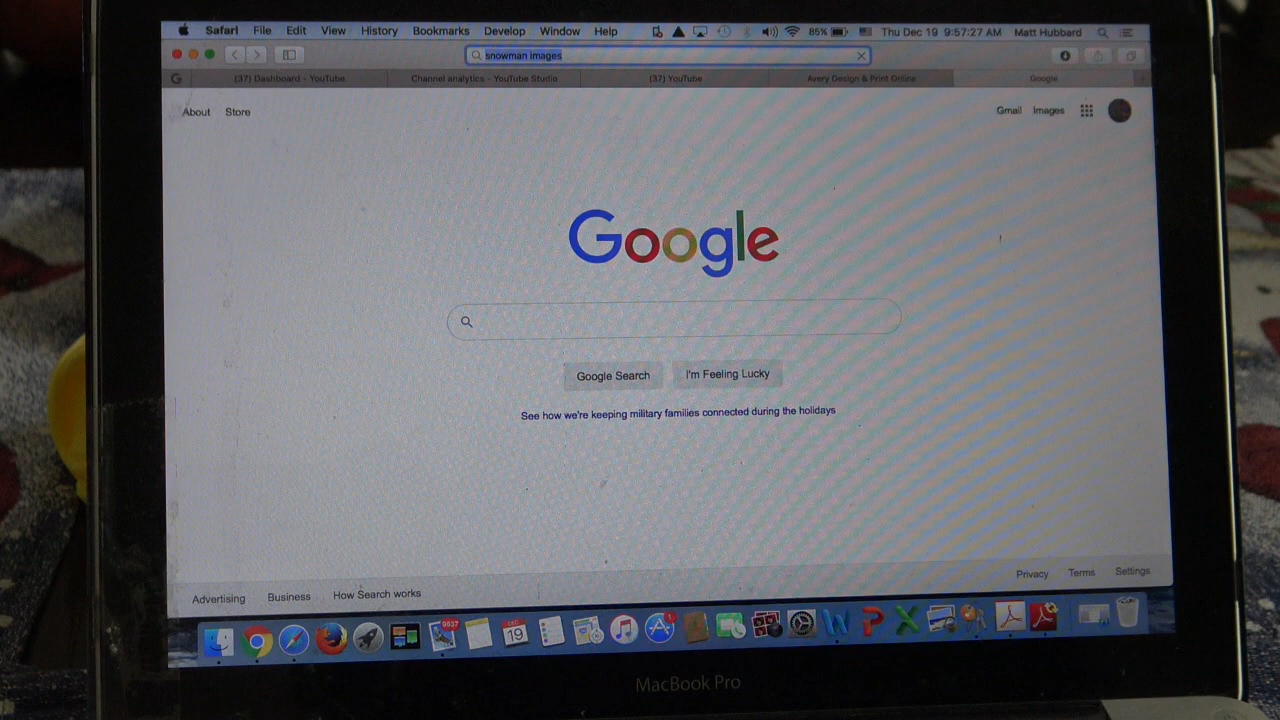 Safari File Edit View History Bookmarks Develop Window Help 85% Thu Dec 19 9:57:27 AM Matt Hubbard
snowman images
(37) Dashboard - YouTube Channel analytics - YouTube Studio (37) YouTube Avery Design & Print Online Google
About Store Gmail Images
Google
Google Search I'm Feeling Lucky
See how we're keeping military families connected during the holidays
Privacy Terms Settings
Advertising Business How Search works
9637
DEC
19
1
MacBook Pro